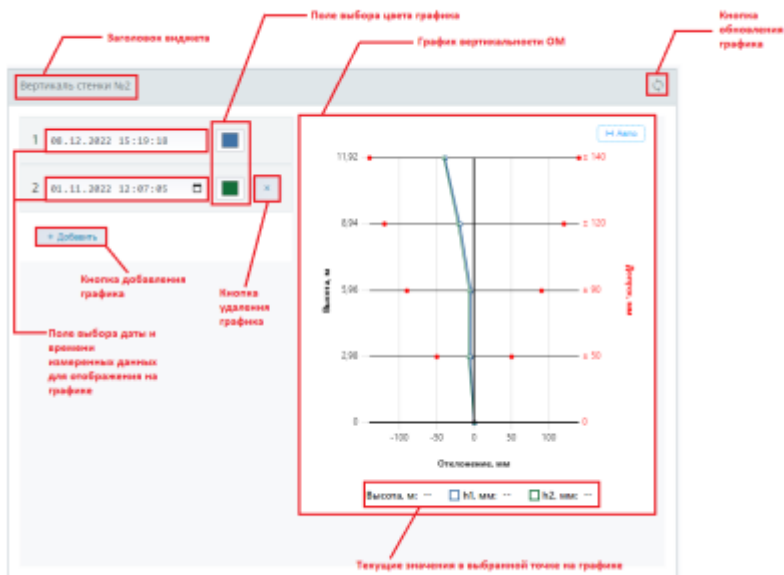 Поле выбора цвета графика
Кнопка
обновления
графика
Заголовок виджета
График вертикальности ОМ
Вертикаль стенки №2
1 08.12.2022 15:19:18
2 01.11.2022 12:07:05 ×
+ Добавить
Кнопка добавления
графика
Кнопка
удаления
графика
Поле выбора даты и
времени
измеренных данных
для отображения на
графике
Авто
11,92
± 140
8,94
± 120
5,96
± 90
2,98
± 50
0
0
Высота, м
Допуск, мм
-100 -50 0 50 100
Отклонение, мм
Высота, м: -- h1, мм: -- h2, мм: --
Текущие значения в выбранной точке на графике